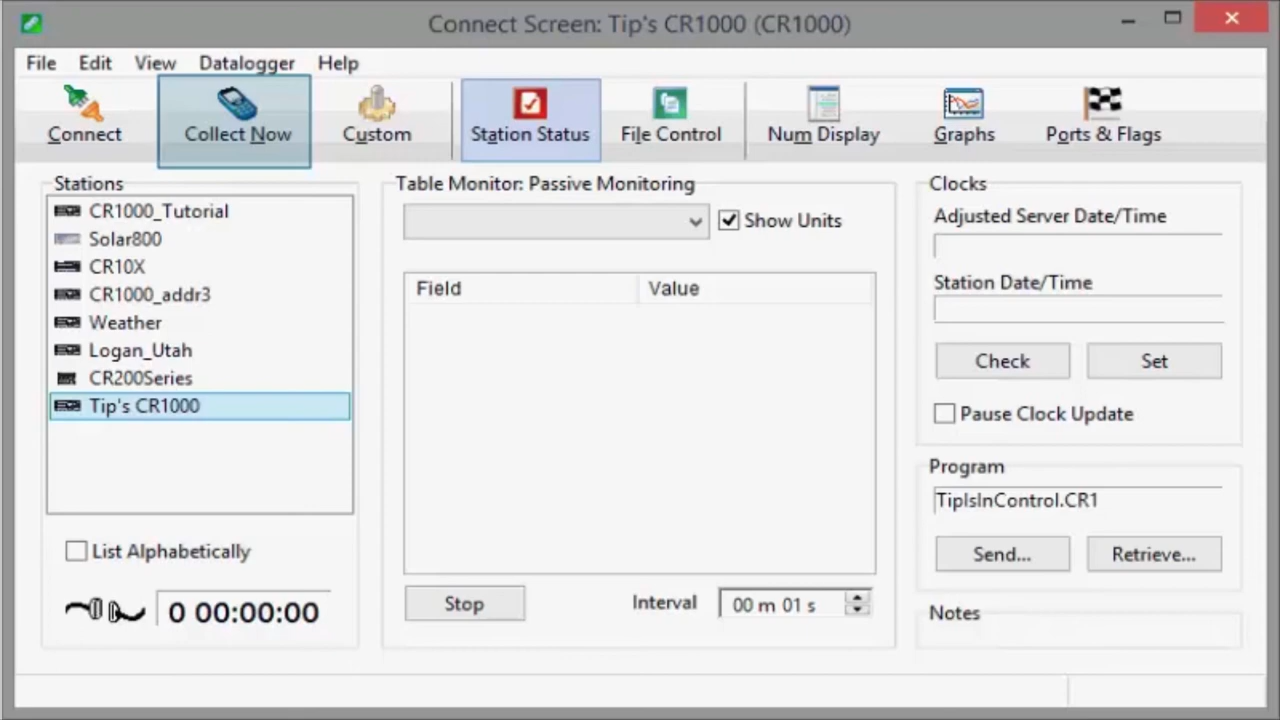 Connect Screen: Tip's CR1000 (CR1000)
File Edit View Datalogger Help
Connect Collect Now Custom Station Status File Control Num Display Graphs Ports & Flags
Stations
CR1000_Tutorial
Solar800
CR10X
CR1000_addr3
Weather
Logan_Utah
CR200Series
Tip's CR1000
List Alphabetically
0 00:00:00
Table Monitor: Passive Monitoring
Show Units
Field Value
Stop Interval 00 m 01 s
Clocks
Adjusted Server Date/Time
Station Date/Time
Check Set
Pause Clock Update
Program
TipIsInControl.CR1
Send... Retrieve...
Notes